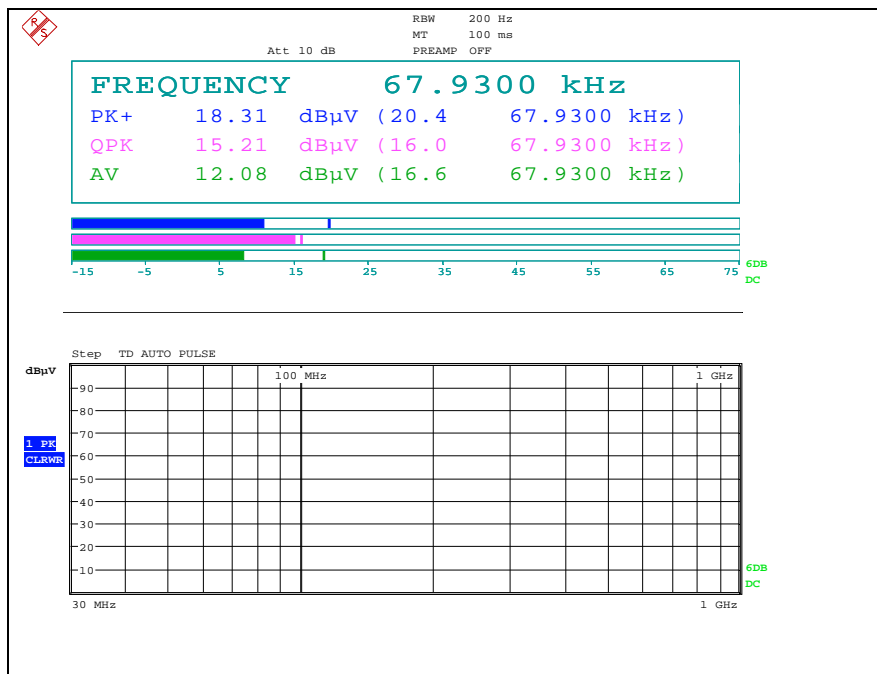 R
S
RBW 200 Hz
MT 100 ms
Att 10 dB PREAMP OFF
FREQUENCY 67.9300 kHz
PK+ 18.31 dBµV (20.4 67.9300 kHz)
QPK 15.21 dBµV (16.0 67.9300 kHz)
AV 12.08 dBµV (16.6 67.9300 kHz)
-15 -5 5 15 25 35 45 55 65 75
6DB
DC
Step TD AUTO PULSE
dBµV
100 MHz 1 GHz
90
80
70
1 PK
CLRWR
60
50
40
30
20
10
6DB
DC
30 MHz 1 GHz